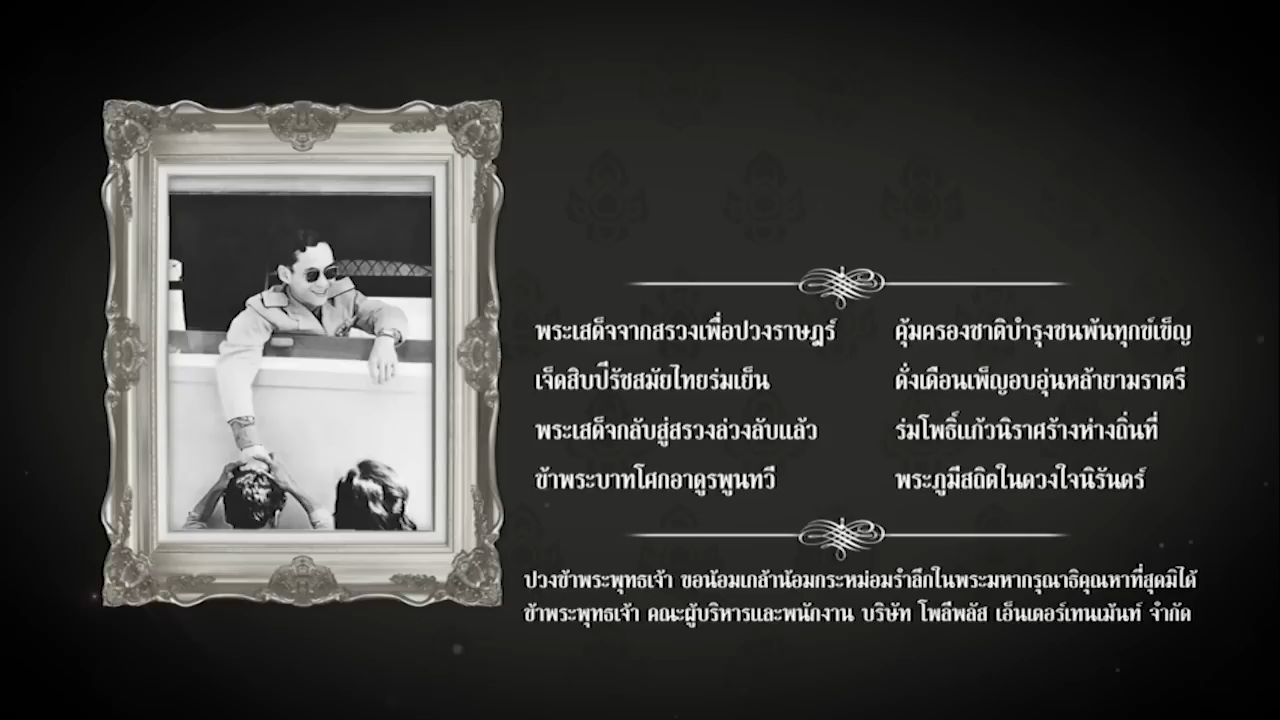 พระเสด็จจากสรวงเพื่อปวงราษฎร์ คุ้มครองชาติบำรุงชนพ้นทุกข์เข็ญ
เจ็ดสิบปีรัชสมัยไทยร่มเย็น ดั่งเดือนเพ็ญอบอุ่นหล้ายามราตรี
พระเสด็จกลับสู่สรวงล่วงลับแล้ว ร่มโพธิ์แก้วนิราศร้างห่างถิ่นที่
ข้าพระบาทโศกอาดูรพูนทวี พระภูมีสถิตในดวงใจนิรันดร์
ปวงข้าพระพุทธเจ้า ขอน้อมเกล้าน้อมกระหม่อมรำลึกในพระมหากรุณาธิคุณหาที่สุดมิได้
ข้าพระพุทธเจ้า คณะผู้บริหารและพนักงาน บริษัท โพลีพลัส เอ็นเตอร์เทนเม้นท์ จำกัด